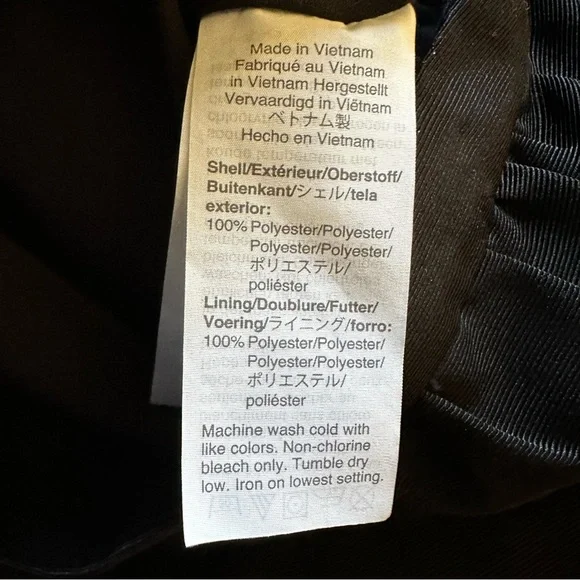 Made in Vietnam
Fabriqué au Vietnam
in Vietnam Hergestellt
Vervaardigd in Viëtnam
ベトナム製
Hecho en Vietnam
Shell/Extérieur/Oberstoff/
Buitenkant/シェル/tela
exterior:
100% Polyester/Polyester/
Polyester/Polyester/
ポリエステル/
poliéster
Lining/Doublure/Futter/
Voering/ライニング/forro:
100% Polyester/Polyester/
Polyester/Polyester/
ポリエステル/
poliéster
Machine wash cold with
like colors. Non-chlorine
bleach only. Tumble dry
low. Iron on lowest setting.